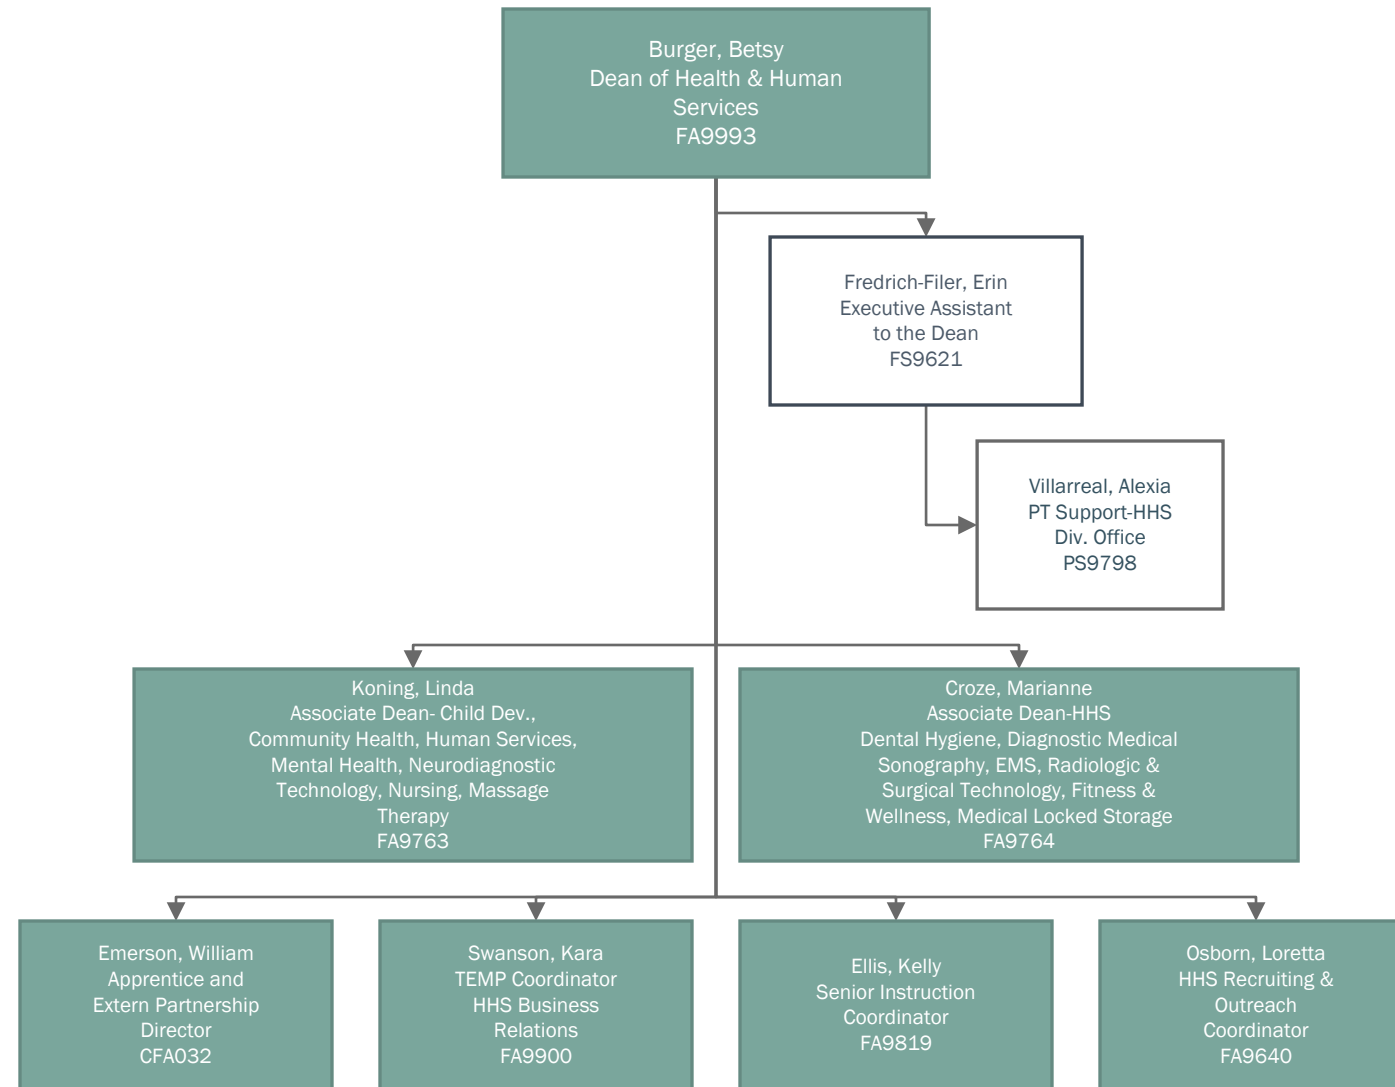 Burger, Betsy
Dean of Health & Human
Services
FA9993
Fredrich-Filer, Erin
Executive Assistant
to the Dean
FS9621
Villarreal, Alexia
PT Support-HHS
Div. Office
PS9798
Koning, Linda
Associate Dean- Child Dev.,
Community Health, Human Services,
Mental Health, Neurodiagnostic
Technology, Nursing, Massage
Therapy
FA9763
Croze, Marianne
Associate Dean-HHS
Dental Hygiene, Diagnostic Medical
Sonography, EMS, Radiologic &
Surgical Technology, Fitness &
Wellness, Medical Locked Storage
FA9764
Emerson, William
Apprentice and
Extern Partnership
Director
CFA032
Swanson, Kara
TEMP Coordinator
HHS Business
Relations
FA9900
Ellis, Kelly
Senior Instruction
Coordinator
FA9819
Osborn, Loretta
HHS Recruiting &
Outreach
Coordinator
FA9640